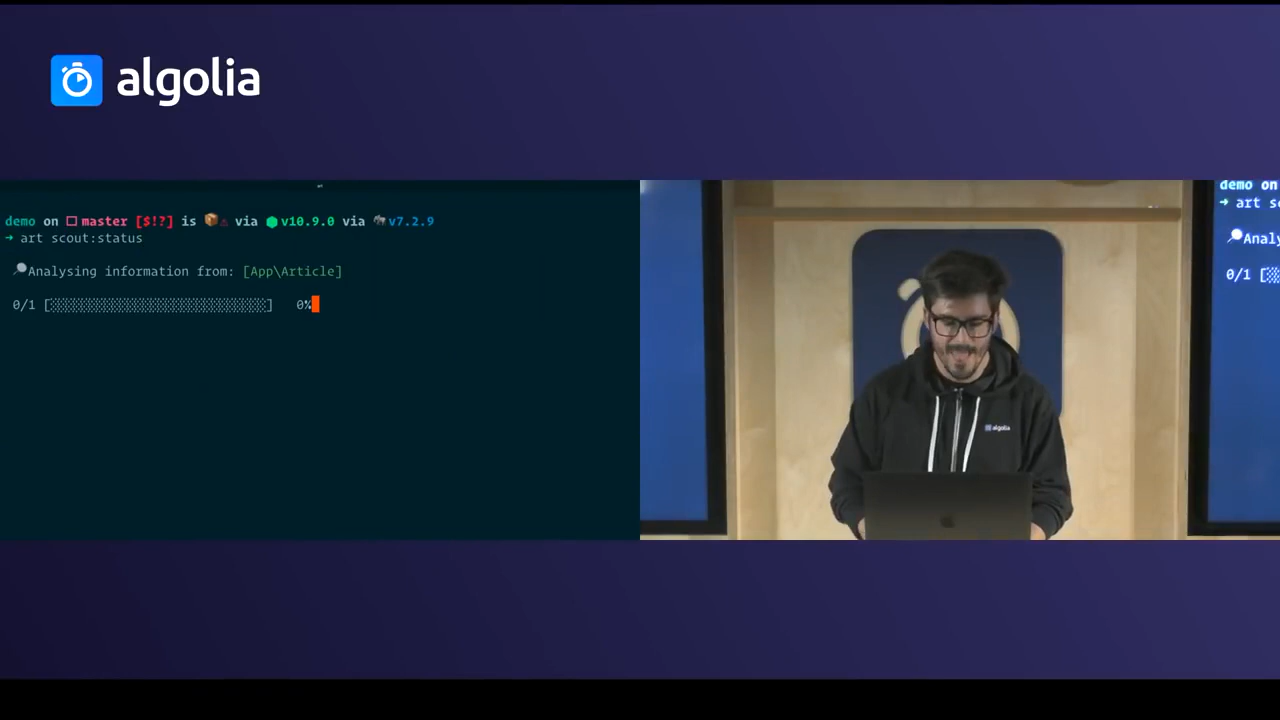 algolia
demo on master [$!?] is via v10.9.0 via v7.2.9
➜ art scout:status
Analysing information from: [App\Article]
0/1 [░░░░░░░░░░░░░░░░░░░░░░░░░░░░] 0%
algolia
demo on
➜ art sc
Analy
0/1 [